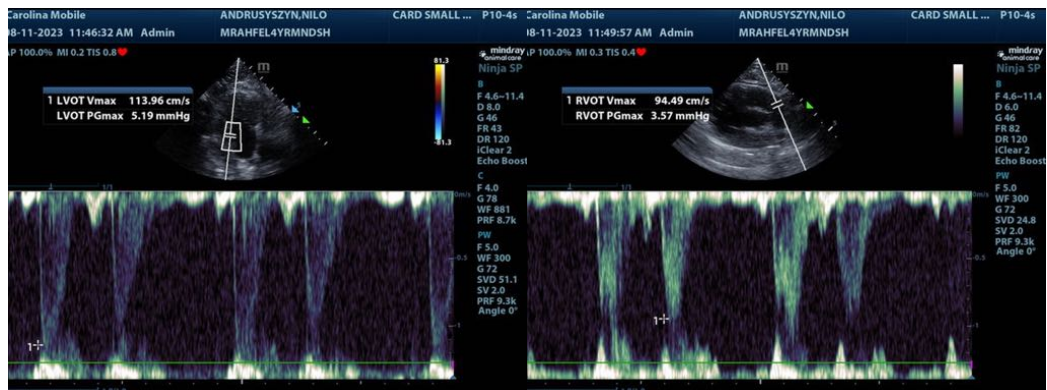 Carolina Mobile ANDRUSYSZYN,NILO CARD SMALL ... P10-4s
08-11-2023 11:46:32 AM Admin MRAHFEL4YRMNDSH
AP 100.0% MI 0.2 TIS 0.8
m
mindray
animal care
Ninja SP
1 LVOT Vmax 113.96 cm/s
LVOT PGmax 5.19 mmHg
81.3
-81.3
B
F 4.6~11.4
D 8.0
G 46
FR 43
DR 120
iClear 2
Echo Boost
C
F 4.0
G 78
WF 881
PRF 8.7k
PW
F 5.0
WF 300
G 72
SVD 51.1
SV 2.0
PRF 9.3k
Angle 0°
1/1
0m/s
-0.5
-1
1
Carolina Mobile ANDRUSYSZYN,NILO CARD SMALL ... P10-4s
08-11-2023 11:49:57 AM Admin MRAHFEL4YRMNDSH
AP 100.0% MI 0.3 TIS 0.4
m
mindray
animal care
Ninja SP
1 RVOT Vmax 94.49 cm/s
RVOT PGmax 3.57 mmHg
B
F 4.6~11.4
D 6.0
G 46
FR 82
DR 120
iClear 2
Echo Boost
PW
F 5.0
WF 300
G 72
SVD 24.8
SV 2.0
PRF 9.3k
Angle 0°
1/1
0m/s
-0.5
-1
1